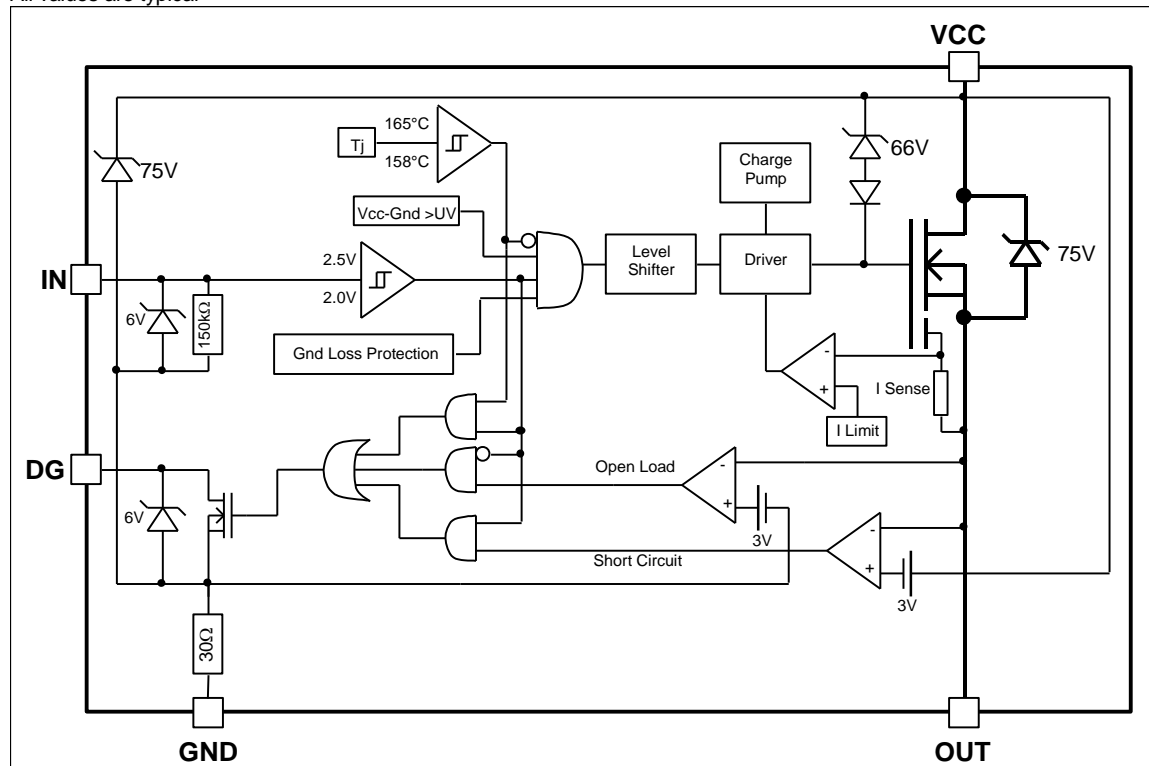 All values are typical
VCC
165°C
Tj
158°C
75V
66V
Charge
Pump
Vcc-Gnd >UV
Level
Shifter
Driver
75V
IN
2.5V
2.0V
6V
150kΩ
Gnd Loss Protection
-
+
I Sense
I Limit
DG
Open Load
-
+
3V
6V
Short Circuit
-
+
3V
30Ω
GND
OUT